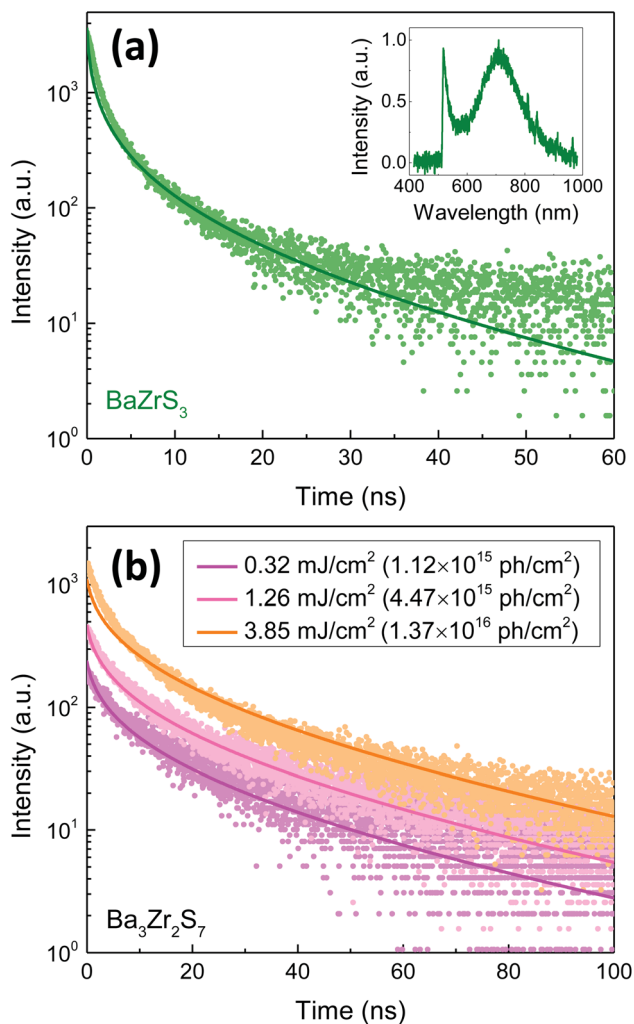 (a)
Intensity (a.u.)
10³
10²
10¹
10⁰
0 10 20 30 40 50 60
Time (ns)
BaZrS₃
Intensity (a.u.)
1.0
0.5
0.0
400 600 800 1000
Wavelength (nm)
(b)
0.32 mJ/cm² (1.12×10¹⁵ ph/cm²)
1.26 mJ/cm² (4.47×10¹⁵ ph/cm²)
3.85 mJ/cm² (1.37×10¹⁶ ph/cm²)
Intensity (a.u.)
10³
10²
10¹
10⁰
Ba₃Zr₂S₇
0 20 40 60 80 100
Time (ns)